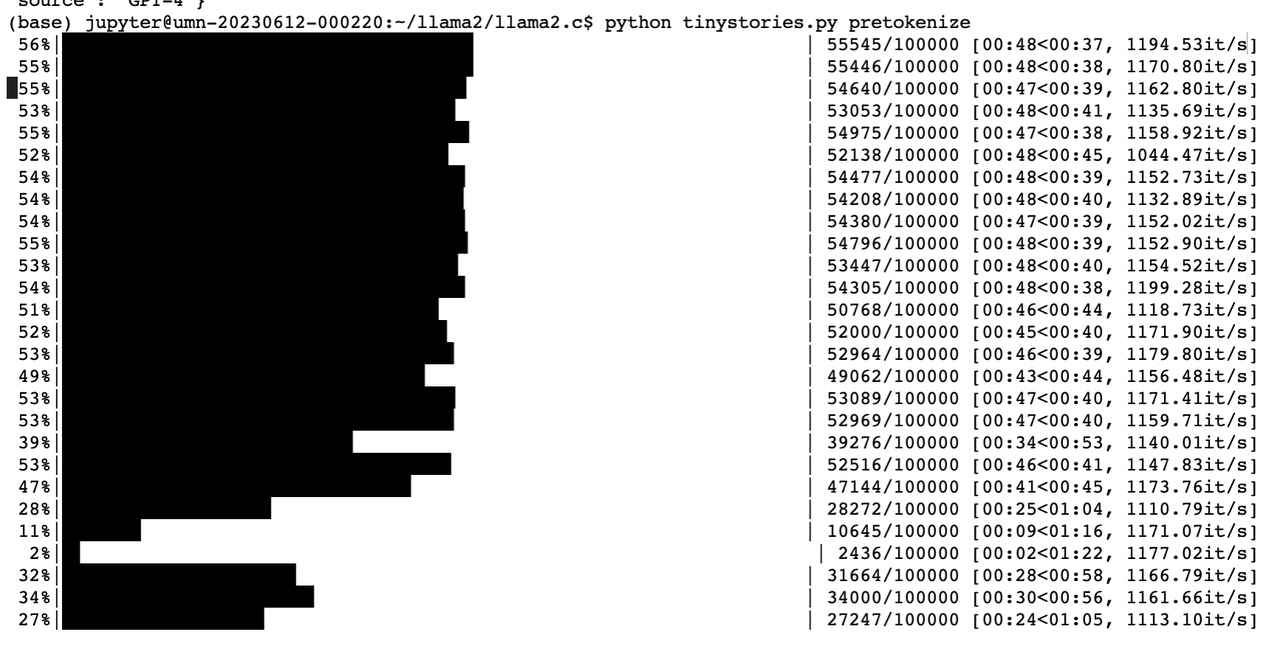 source': 'GPT-4'}
(base) jupyter@umn-20230612-000220:~/llama2/llama2.c$ python tinystories.py pretokenize
56%| | 55545/100000 [00:48<00:37, 1194.53it/s]
55%| | 55446/100000 [00:48<00:38, 1170.80it/s]
55%| | 54640/100000 [00:47<00:39, 1162.80it/s]
53%| | 53053/100000 [00:48<00:41, 1135.69it/s]
55%| | 54975/100000 [00:47<00:38, 1158.92it/s]
52%| | 52138/100000 [00:48<00:45, 1044.47it/s]
54%| | 54477/100000 [00:48<00:39, 1152.73it/s]
54%| | 54208/100000 [00:48<00:40, 1132.89it/s]
54%| | 54380/100000 [00:47<00:39, 1152.02it/s]
55%| | 54796/100000 [00:48<00:39, 1152.90it/s]
53%| | 53447/100000 [00:48<00:40, 1154.52it/s]
54%| | 54305/100000 [00:48<00:38, 1199.28it/s]
51%| | 50768/100000 [00:46<00:44, 1118.73it/s]
52%| | 52000/100000 [00:45<00:40, 1171.90it/s]
53%| | 52964/100000 [00:46<00:39, 1179.80it/s]
49%| | 49062/100000 [00:43<00:44, 1156.48it/s]
53%| | 53089/100000 [00:47<00:40, 1171.41it/s]
53%| | 52969/100000 [00:47<00:40, 1159.71it/s]
39%| | 39276/100000 [00:34<00:53, 1140.01it/s]
53%| | 52516/100000 [00:46<00:41, 1147.83it/s]
47%| | 47144/100000 [00:41<00:45, 1173.76it/s]
28%| | 28272/100000 [00:25<01:04, 1110.79it/s]
11%| | 10645/100000 [00:09<01:16, 1171.07it/s]
2%| | 2436/100000 [00:02<01:22, 1177.02it/s]
32%| | 31664/100000 [00:28<00:58, 1166.79it/s]
34%| | 34000/100000 [00:30<00:56, 1161.66it/s]
27%| | 27247/100000 [00:24<01:05, 1113.10it/s]